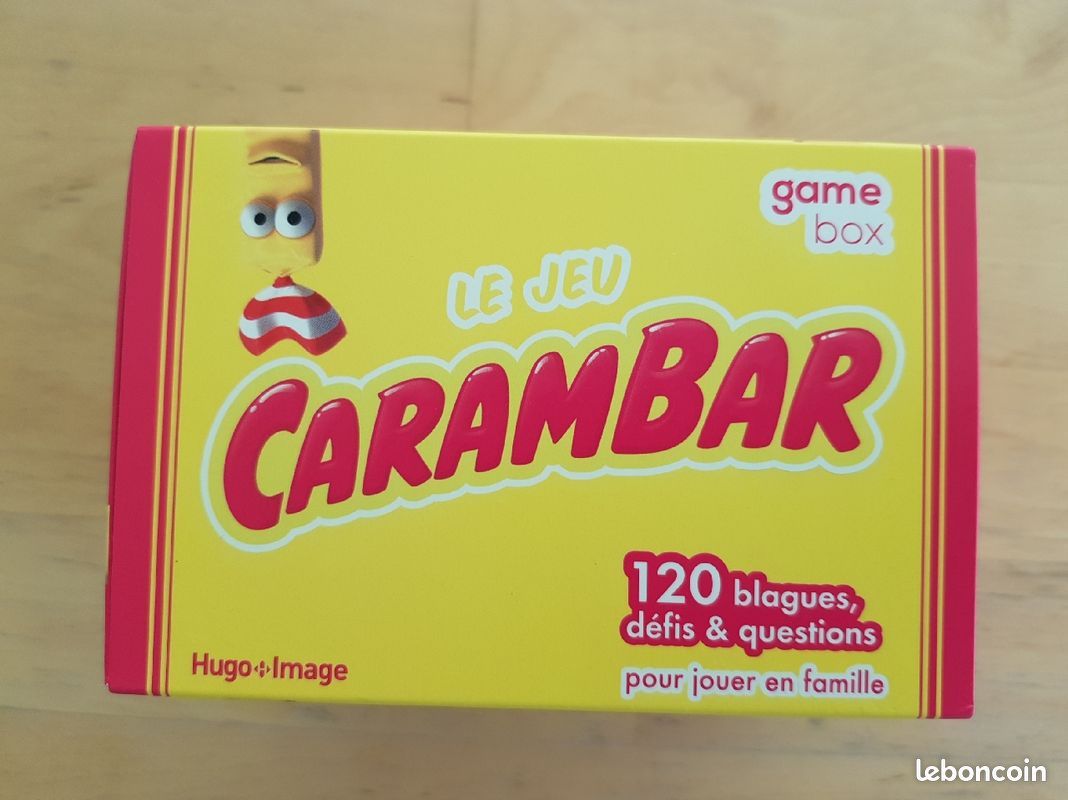 game
box
LE JEU
CARAMBAR
120 blagues,
défis & questions
pour jouer en famille
Hugo Image
leboncoin